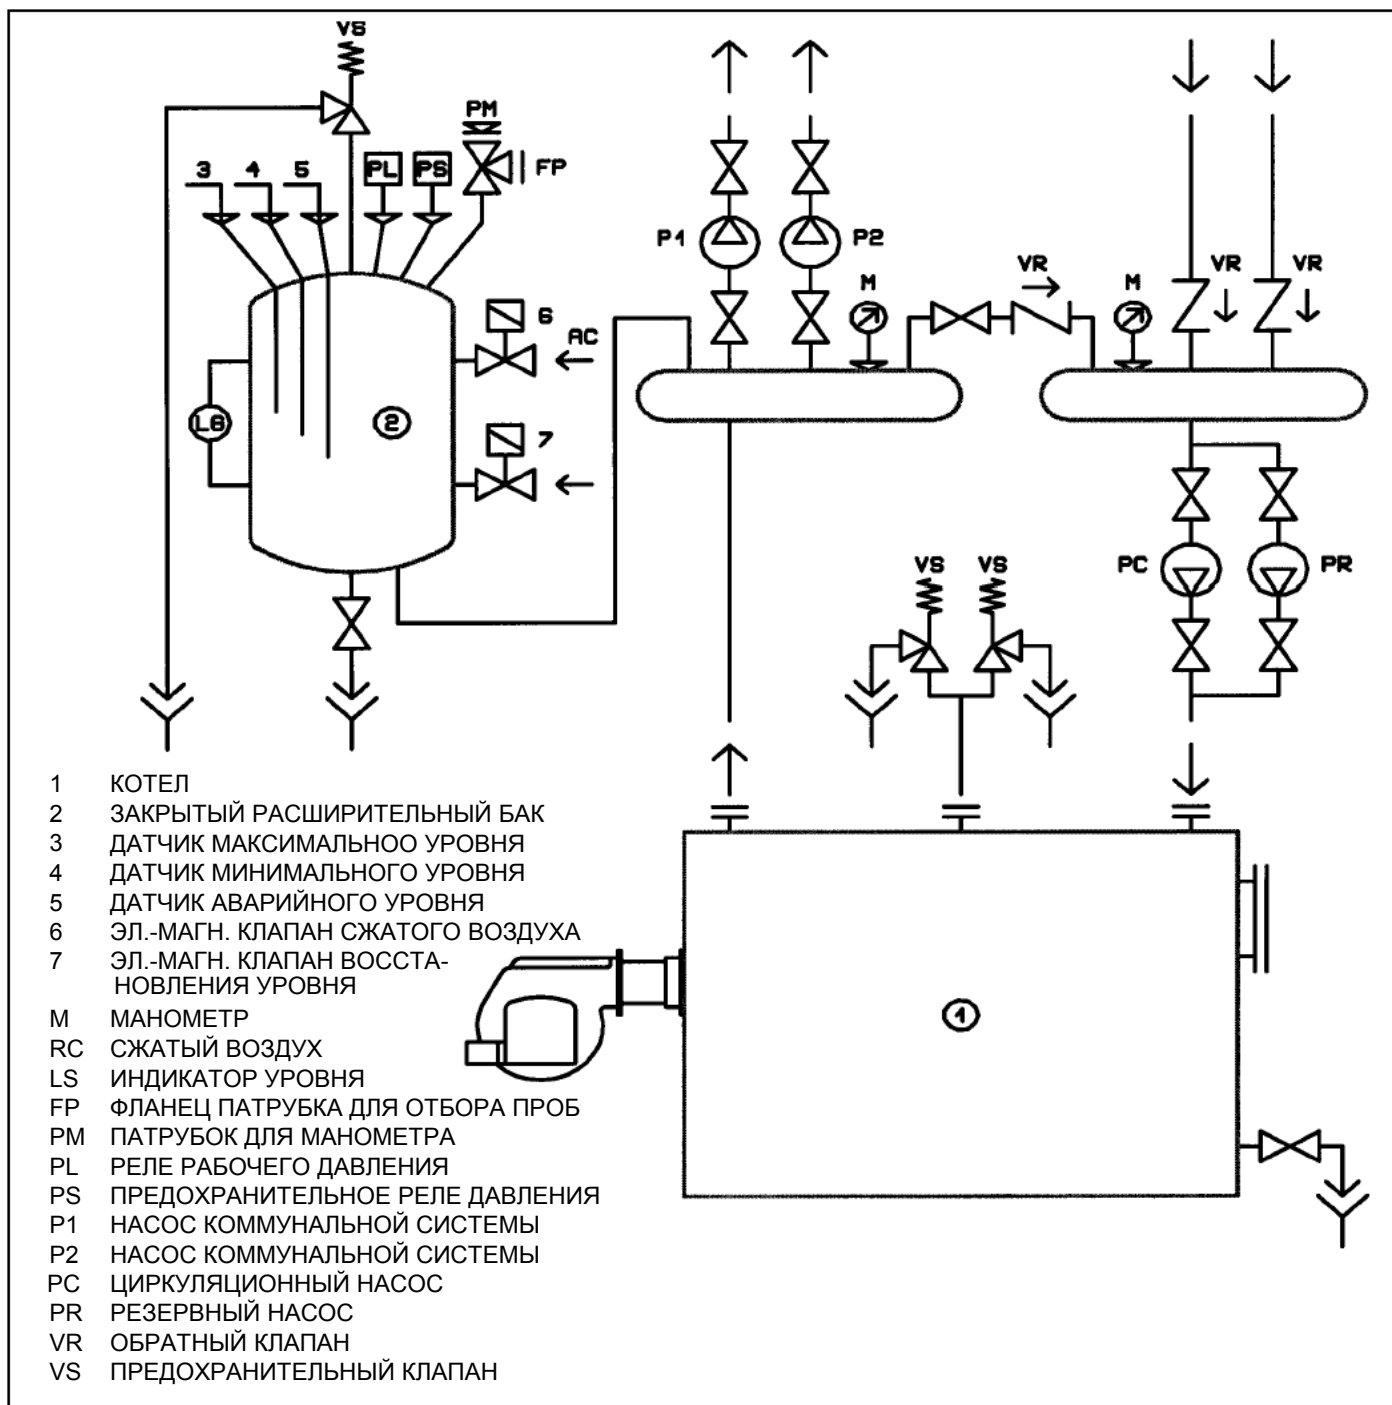 VS
PM
3 4 5 PL PS FP
P1 P2
VR VR VR
M M
6
AC
LG 2
7
PC PR
VS VS
1 КОТЕЛ
2 ЗАКРЫТЫЙ РАСШИРИТЕЛЬНЫЙ БАК
3 ДАТЧИК МАКСИМАЛЬНОО УРОВНЯ
4 ДАТЧИК МИНИМАЛЬНОГО УРОВНЯ
5 ДАТЧИК АВАРИЙНОГО УРОВНЯ
6 ЭЛ.-МАГН. КЛАПАН СЖАТОГО ВОЗДУХА
7 ЭЛ.-МАГН. КЛАПАН ВОССТА-
НОВЛЕНИЯ УРОВНЯ
M МАНОМЕТР
RC СЖАТЫЙ ВОЗДУХ
LS ИНДИКАТОР УРОВНЯ
FP ФЛАНЕЦ ПАТРУБКА ДЛЯ ОТБОРА ПРОБ
PM ПАТРУБОК ДЛЯ МАНОМЕТРА
PL РЕЛЕ РАБОЧЕГО ДАВЛЕНИЯ
PS ПРЕДОХРАНИТЕЛЬНОЕ РЕЛЕ ДАВЛЕНИЯ
P1 НАСОС КОММУНАЛЬНОЙ СИСТЕМЫ
P2 НАСОС КОММУНАЛЬНОЙ СИСТЕМЫ
PC ЦИРКУЛЯЦИОННЫЙ НАСОС
PR РЕЗЕРВНЫЙ НАСОС
VR ОБРАТНЫЙ КЛАПАН
VS ПРЕДОХРАНИТЕЛЬНЫЙ КЛАПАН
1